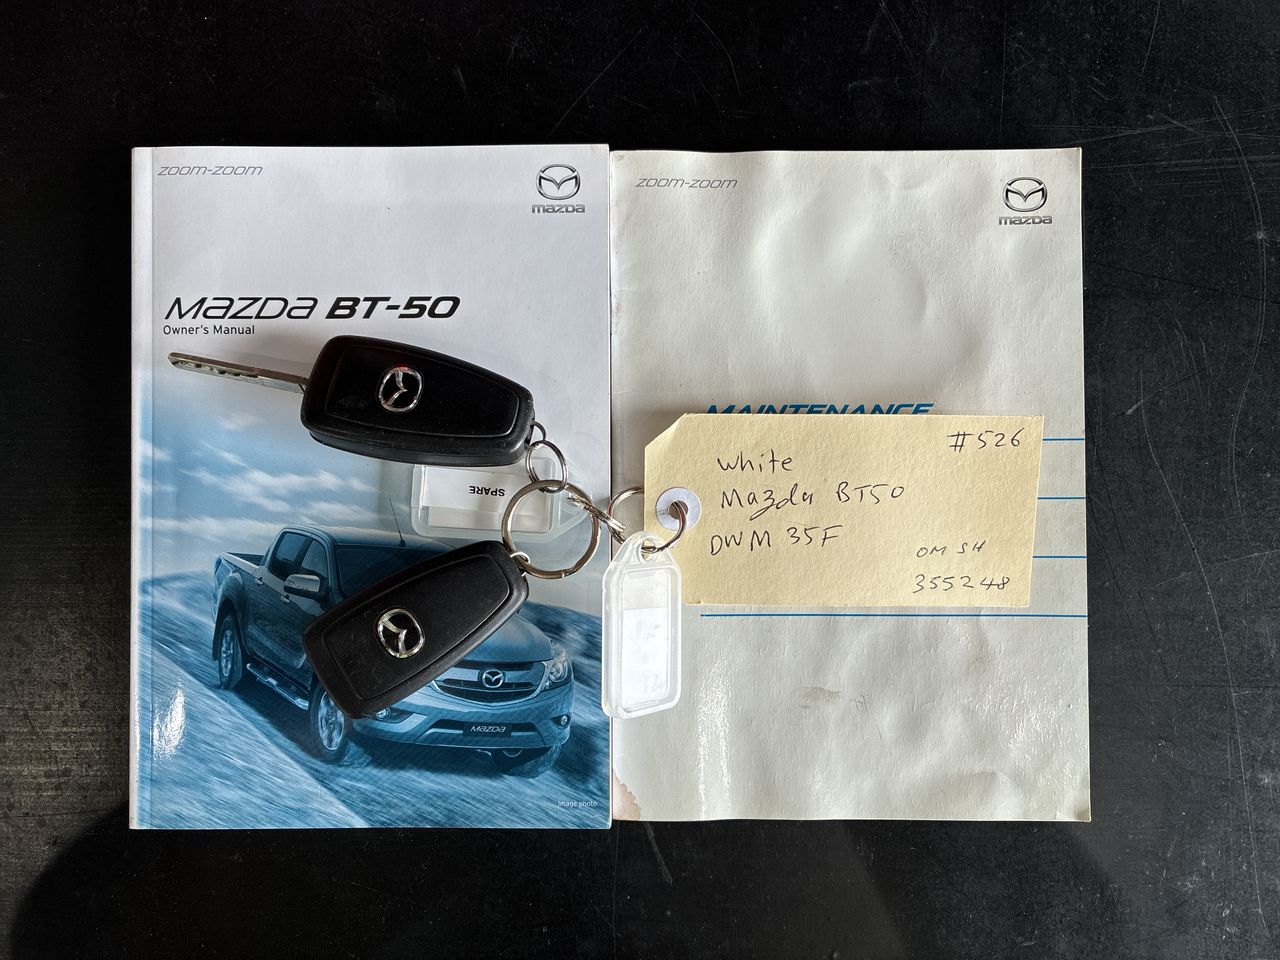 zoom-zoom
mazda
mazda BT-50
Owner's Manual
SPARE
mazda
image photo
zoom-zoom
mazda
MAINTENANCE
#526
White
Mazda BT50
DWM 35F
OM SH
355248